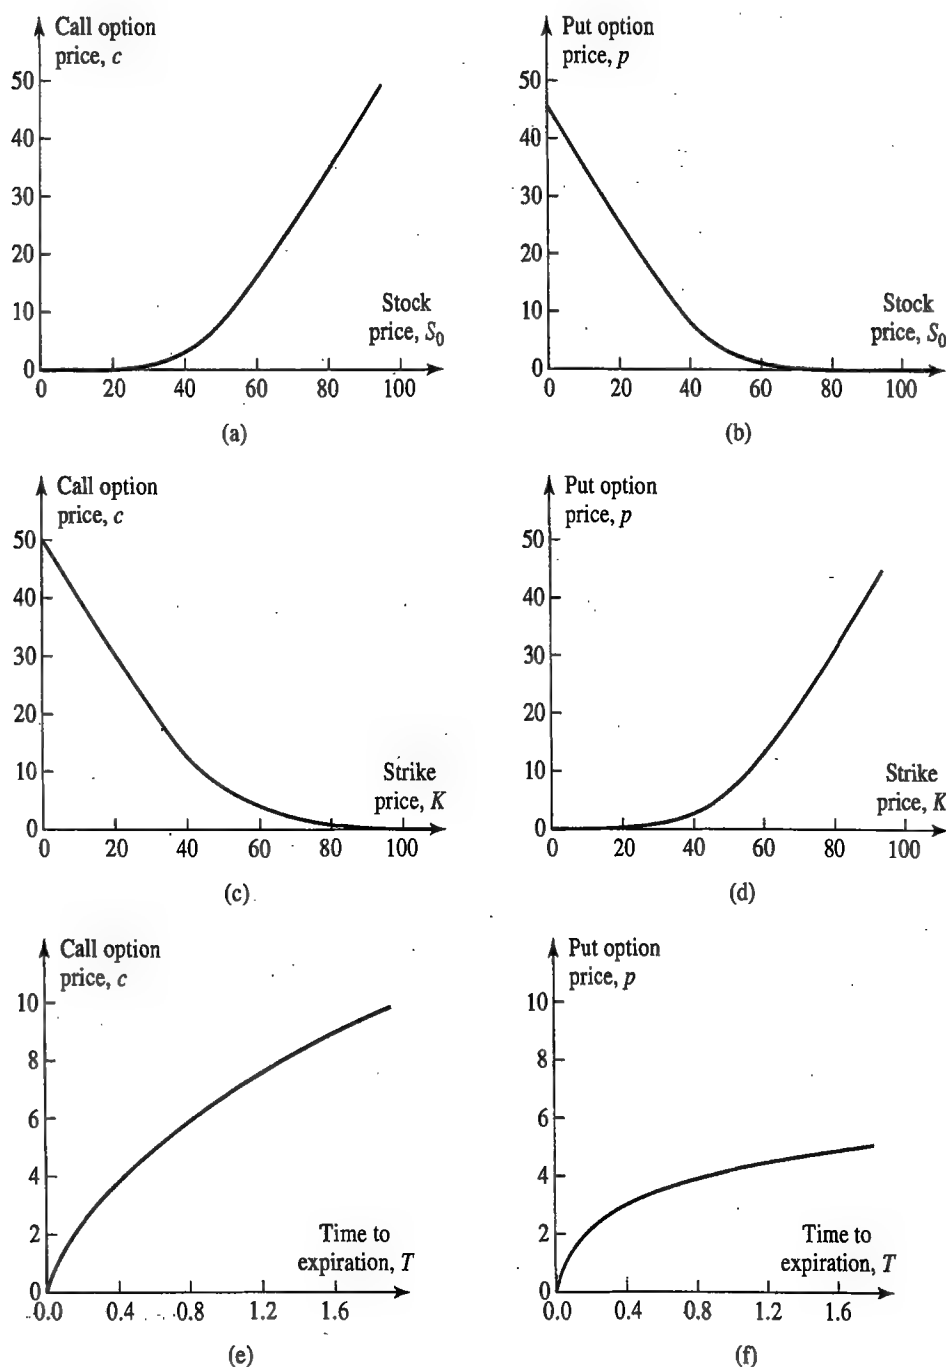 Call option
price, c
50
40
30
20
10
0
0 20 40 60 80 100
Stock
price, S0
(a)
Put option
price, p
50
40
30
20
10
0
0 20 40 60 80 100
Stock
price, S0
(b)
Call option
price, c
50
40
30
20
10
0
0 20 40 60 80 100
Strike
price, K
(c)
Put option
price, p
50
40
30
20
10
0
0 20 40 60 80 100
Strike
price, K
(d)
Call option
price, c
10
8
6
4
2
0
0.0 0.4 0.8 1.2 1.6
Time to
expiration, T
(e)
Put option
price, p
10
8
6
4
2
0
0.0 0.4 0.8 1.2 1.6
Time to
expiration, T
(f)